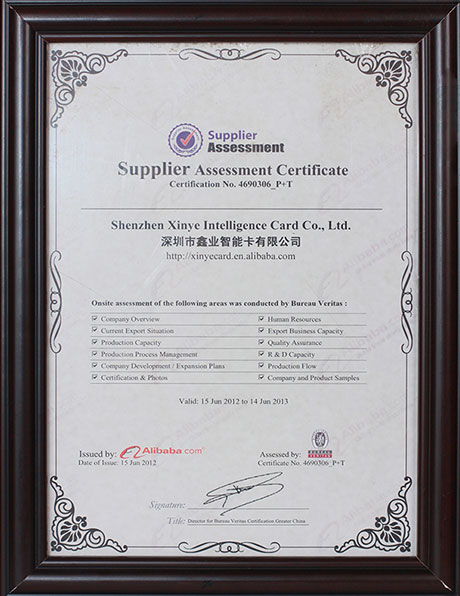 Supplier
Assessment
Supplier Assessment Certificate
Certification No. 4690306_P+T
Shenzhen Xinye Intelligence Card Co., Ltd.
深圳市鑫业智能卡有限公司
http://xinyecard.en.alibaba.com
Onsite assessment of the following areas was conducted by Bureau Veritas :
Company Overview
Human Resources
Current Export Situation
Export Business Capacity
Production Capacity
Quality Assurance
Production Process Management
R & D Capacity
Company Development / Expansion Plans
Production Flow
Certification & Photos
Company and Product Samples
Valid: 15 Jun 2012 to 14 Jun 2013
Issued by: Alibaba.com
Date of Issue: 15 Jun 2012
Assessed by:
Certificate No. 4690306_P+T
Signature:
Title: Director for Bureau Veritas Certification Greater China